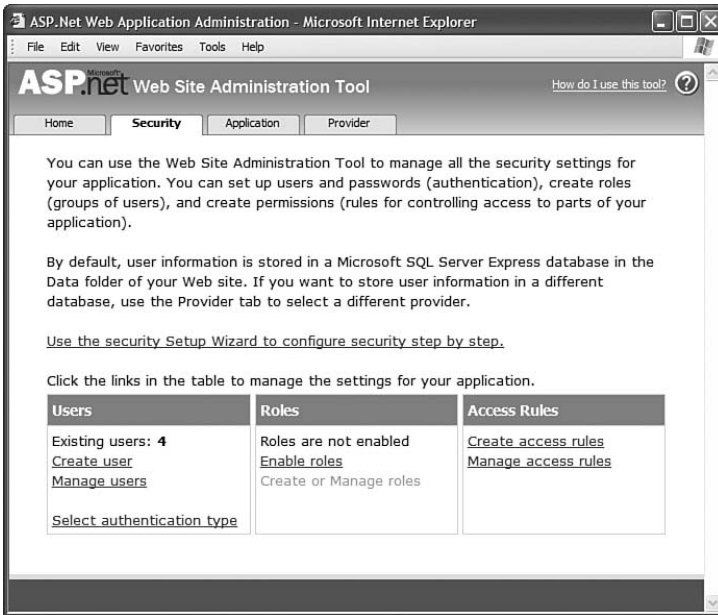 ASP.Net Web Application Administration - Microsoft Internet Explorer
File Edit View Favorites Tools Help
Microsoft
ASP.net Web Site Administration Tool
How do I use this tool? ?
Home Security Application Provider
You can use the Web Site Administration Tool to manage all the security settings for
your application. You can set up users and passwords (authentication), create roles
(groups of users), and create permissions (rules for controlling access to parts of your
application).
By default, user information is stored in a Microsoft SQL Server Express database in the
Data folder of your Web site. If you want to store user information in a different
database, use the Provider tab to select a different provider.
Use the security Setup Wizard to configure security step by step.
Click the links in the table to manage the settings for your application.
Users Roles Access Rules
Existing users: 4 Roles are not enabled Create access rules
Create user Enable roles Manage access rules
Manage users Create or Manage roles
Select authentication type